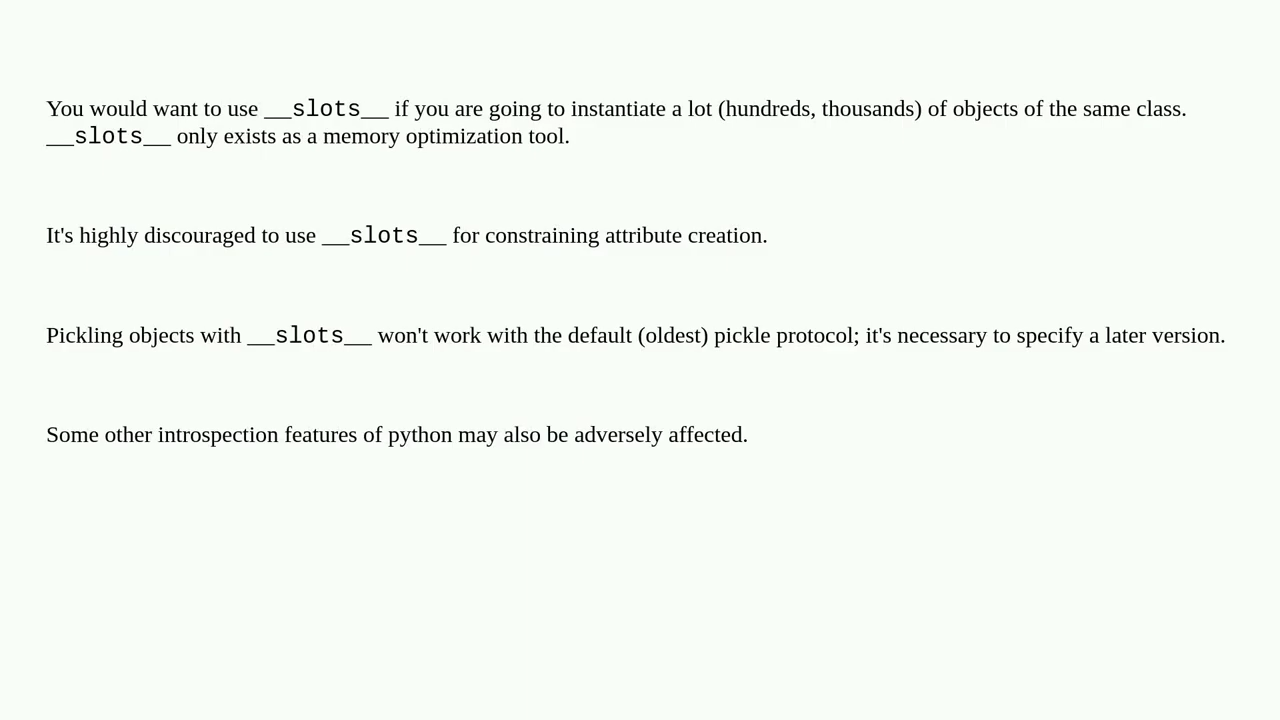 You would want to use __slots__ if you are going to instantiate a lot (hundreds, thousands) of objects of the same class.
__slots__ only exists as a memory optimization tool.
It's highly discouraged to use __slots__ for constraining attribute creation.
Pickling objects with __slots__ won't work with the default (oldest) pickle protocol; it's necessary to specify a later version.
Some other introspection features of python may also be adversely affected.